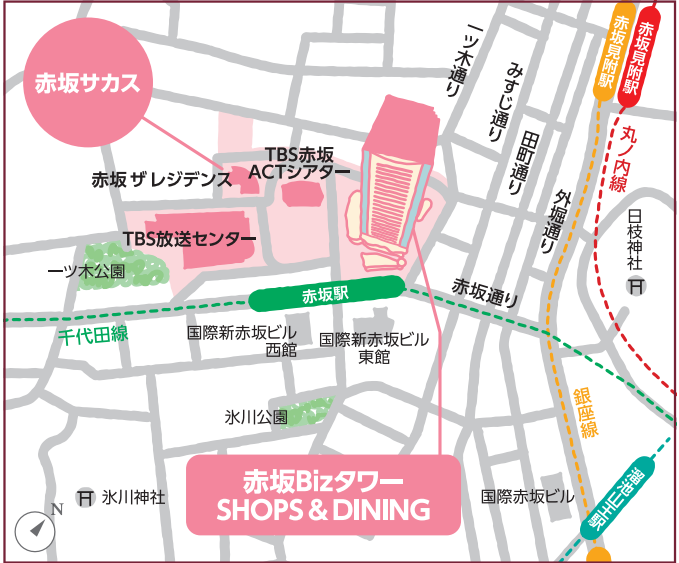 赤坂サカス
一ツ木通り
みすじ通り
田町通り
外堀通り
赤坂見附駅
赤坂見附駅
丸ノ内線
日枝神社
TBS赤坂
ACTシアター
赤坂 ザ レジデンス
TBS放送センター
一ツ木公園
赤坂駅
赤坂通り
千代田線
国際新赤坂ビル
西館
国際新赤坂ビル
東館
氷川公園
銀座線
赤坂Bizタワー
SHOPS & DINING
国際赤坂ビル
溜池山王駅
氷川神社
N